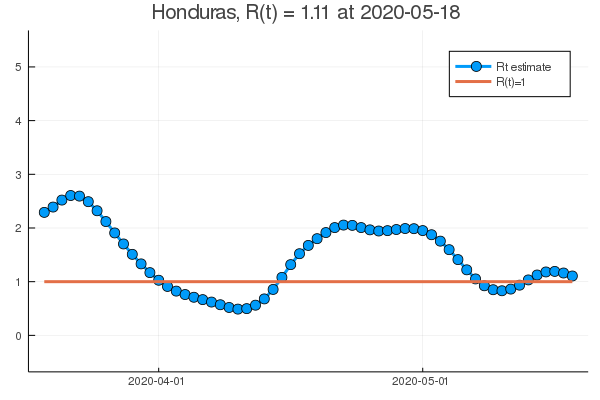 Honduras, R(t) = 1.11 at 2020-05-18
5
4
3
2
1
0
Rt estimate
R(t)=1
2020-04-01
2020-05-01